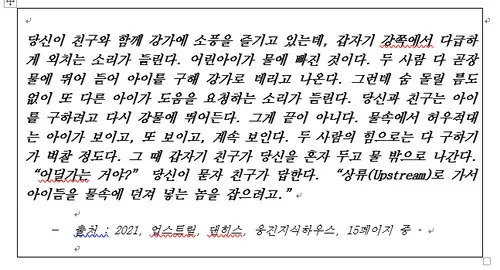 당신이 친구와 함께 강가에 소풍을 즐기고 있는데, 갑자기 강쪽에서 다급하
게 외치는 소리가 들린다. 어린아이가 물에 빠진 것이다. 두 사람 다 곧장
물에 뛰어 들어 아이를 구해 강가로 데리고 나온다. 그런데 숨 돌릴 틈도
없이 또 다른 아이가 도움을 요청하는 소리가 들린다. 당신과 친구는 아이
를 구하려고 다시 강물에 뛰어든다. 그게 끝이 아니다. 물속에서 허우적대
는 아이가 보이고, 또 보이고, 계속 보인다. 두 사람의 힘으로는 다 구하기
가 벅찰 정도다. 그 때 갑자기 친구가 당신을 혼자 두고 물 밖으로 나간다.
“어딜가는 거야?” 당신이 묻자 친구가 답한다. “상류(Upstream)로 가서
아이들을 물속에 던져 넣는 놈을 잡으려고.”
- 출처 : 2021, 업스트림, 댄히스, 웅진지식하우스, 15페이지 중 -